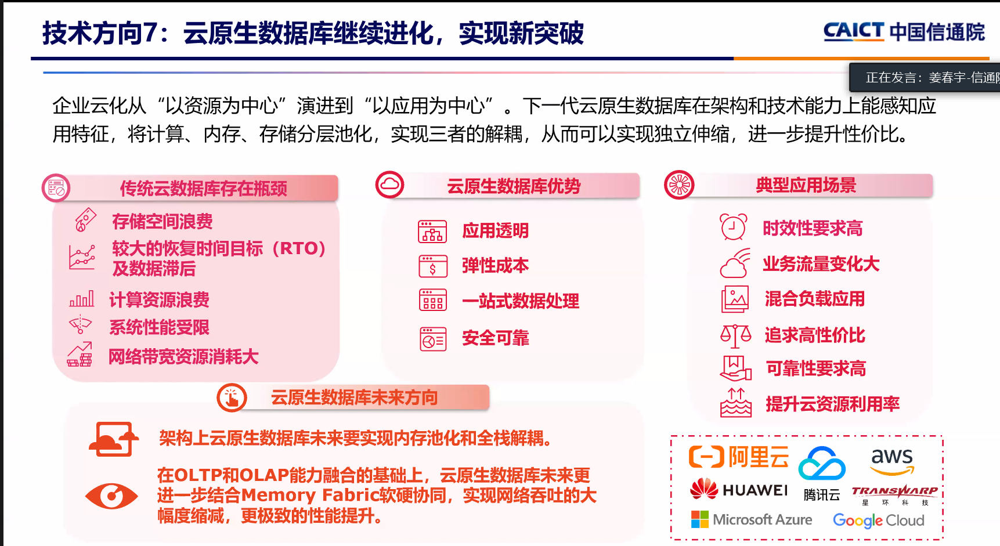 技术方向7：云原生数据库继续进化，实现新突破
CAICT 中国信通院
正在发言：姜春宇-信通
企业云化从“以资源为中心”演进到“以应用为中心”。下一代云原生数据库在架构和技术能力上能感知应
用特征，将计算、内存、存储分层池化，实现三者的解耦，从而可以实现独立伸缩，进一步提升性价比。
传统云数据库存在瓶颈
存储空间浪费
较大的恢复时间目标（RTO）
及数据滞后
计算资源浪费
系统性能受限
网络带宽资源消耗大
云原生数据库优势
应用透明
弹性成本
一站式数据处理
安全可靠
典型应用场景
时效性要求高
业务流量变化大
混合负载应用
追求高性价比
可靠性要求高
提升云资源利用率
云原生数据库未来方向
架构上云原生数据库未来要实现内存池化和全栈解耦。
在OLTP和OLAP能力融合的基础上，云原生数据库未来更
进一步结合Memory Fabric软硬协同，实现网络吞吐的大
幅度缩减，更极致的性能提升。
阿里云
腾讯云
aws
HUAWEI
TRANSWARP
星环科技
Microsoft Azure
Google Cloud